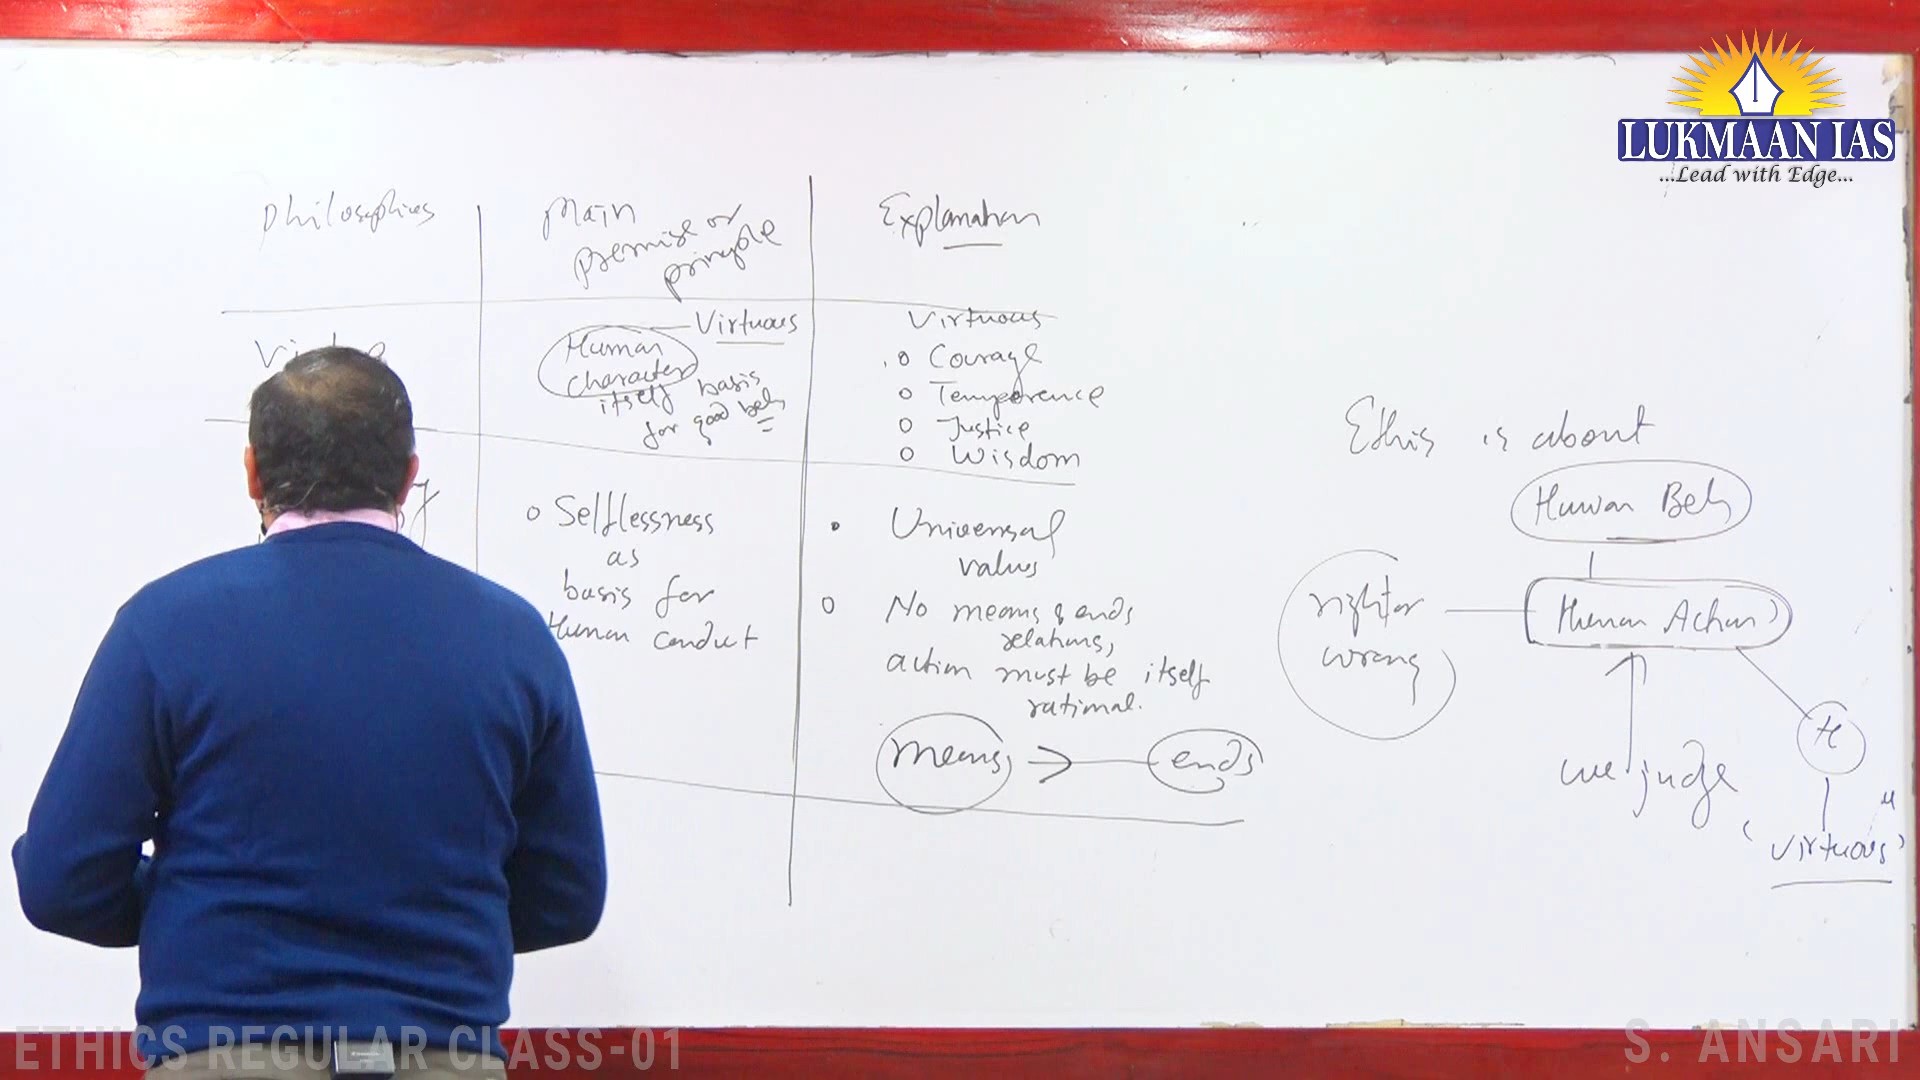 LUKMAAN IAS
...Lead with Edge...
Philosophies
Main
premise or
principle
Explanation
Virtuous
Human
character
itself basis
for good beh
Virtuous
Courage
Temperence
Justice
Wisdom
Selflessness
as
basis for
Human conduct
Universal
values
No means & ends
relations,
action must be itself
rational.
means > ends
Ethis is about
Human Beh
right or
wrong
Human Action
H
we judge
virtuous
ETHICS REGULAR CLASS-01
S. ANSARI